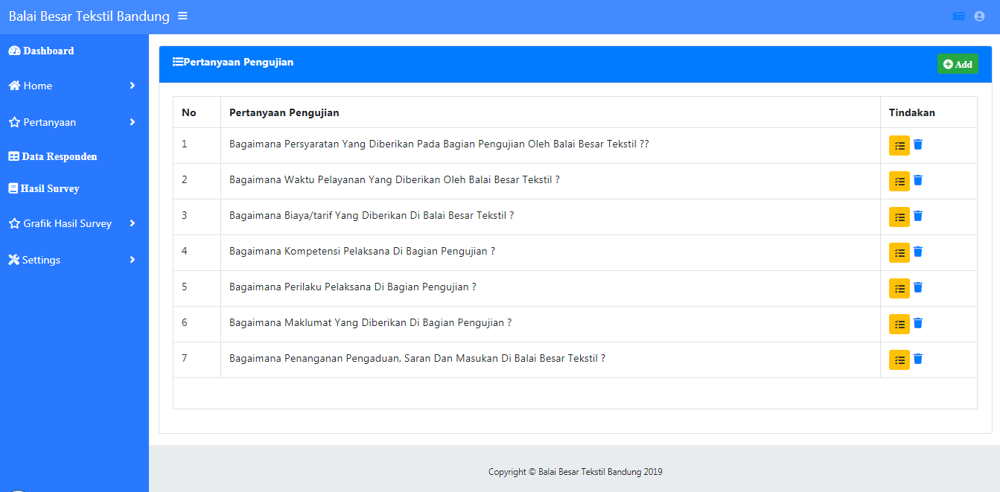 Balai Besar Tekstil Bandung
Dashboard
Home
Pertanyaan
Data Responden
Hasil Survey
Grafik Hasil Survey
Settings
Pertanyaan Pengujian
Add
No Pertanyaan Pengujian Tindakan
1 Bagaimana Persyaratan Yang Diberikan Pada Bagian Pengujian Oleh Balai Besar Tekstil ??
2 Bagaimana Waktu Pelayanan Yang Diberikan Oleh Balai Besar Tekstil ?
3 Bagaimana Biaya/tarif Yang Diberikan Di Balai Besar Tekstil ?
4 Bagaimana Kompetensi Pelaksana Di Bagian Pengujian ?
5 Bagaimana Perilaku Pelaksana Di Bagian Pengujian ?
6 Bagaimana Maklumat Yang Diberikan Di Bagian Pengujian ?
7 Bagaimana Penanganan Pengaduan, Saran Dan Masukan Di Balai Besar Tekstil ?
Copyright © Balai Besar Tekstil Bandung 2019